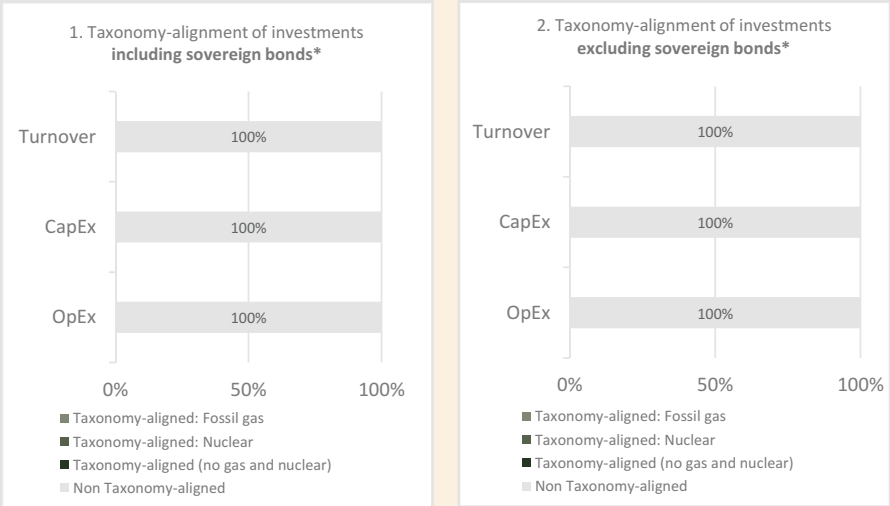 1. Taxonomy-alignment of investments
including sovereign bonds*
Turnover
100%
CapEx
100%
OpEx
100%
0%
50%
100%
Taxonomy-aligned: Fossil gas
Taxonomy-aligned: Nuclear
Taxonomy-aligned (no gas and nuclear)
Non Taxonomy-aligned
2. Taxonomy-alignment of investments
excluding sovereign bonds*
Turnover
100%
CapEx
100%
OpEx
100%
0%
50%
100%
Taxonomy-aligned: Fossil gas
Taxonomy-aligned: Nuclear
Taxonomy-aligned (no gas and nuclear)
Non Taxonomy-aligned